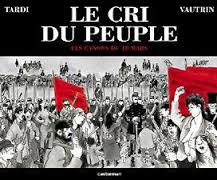 TARDI VAUTRIN
LE CRI
DU PEUPLE
LES CANONS DU 18 MARS
casterman